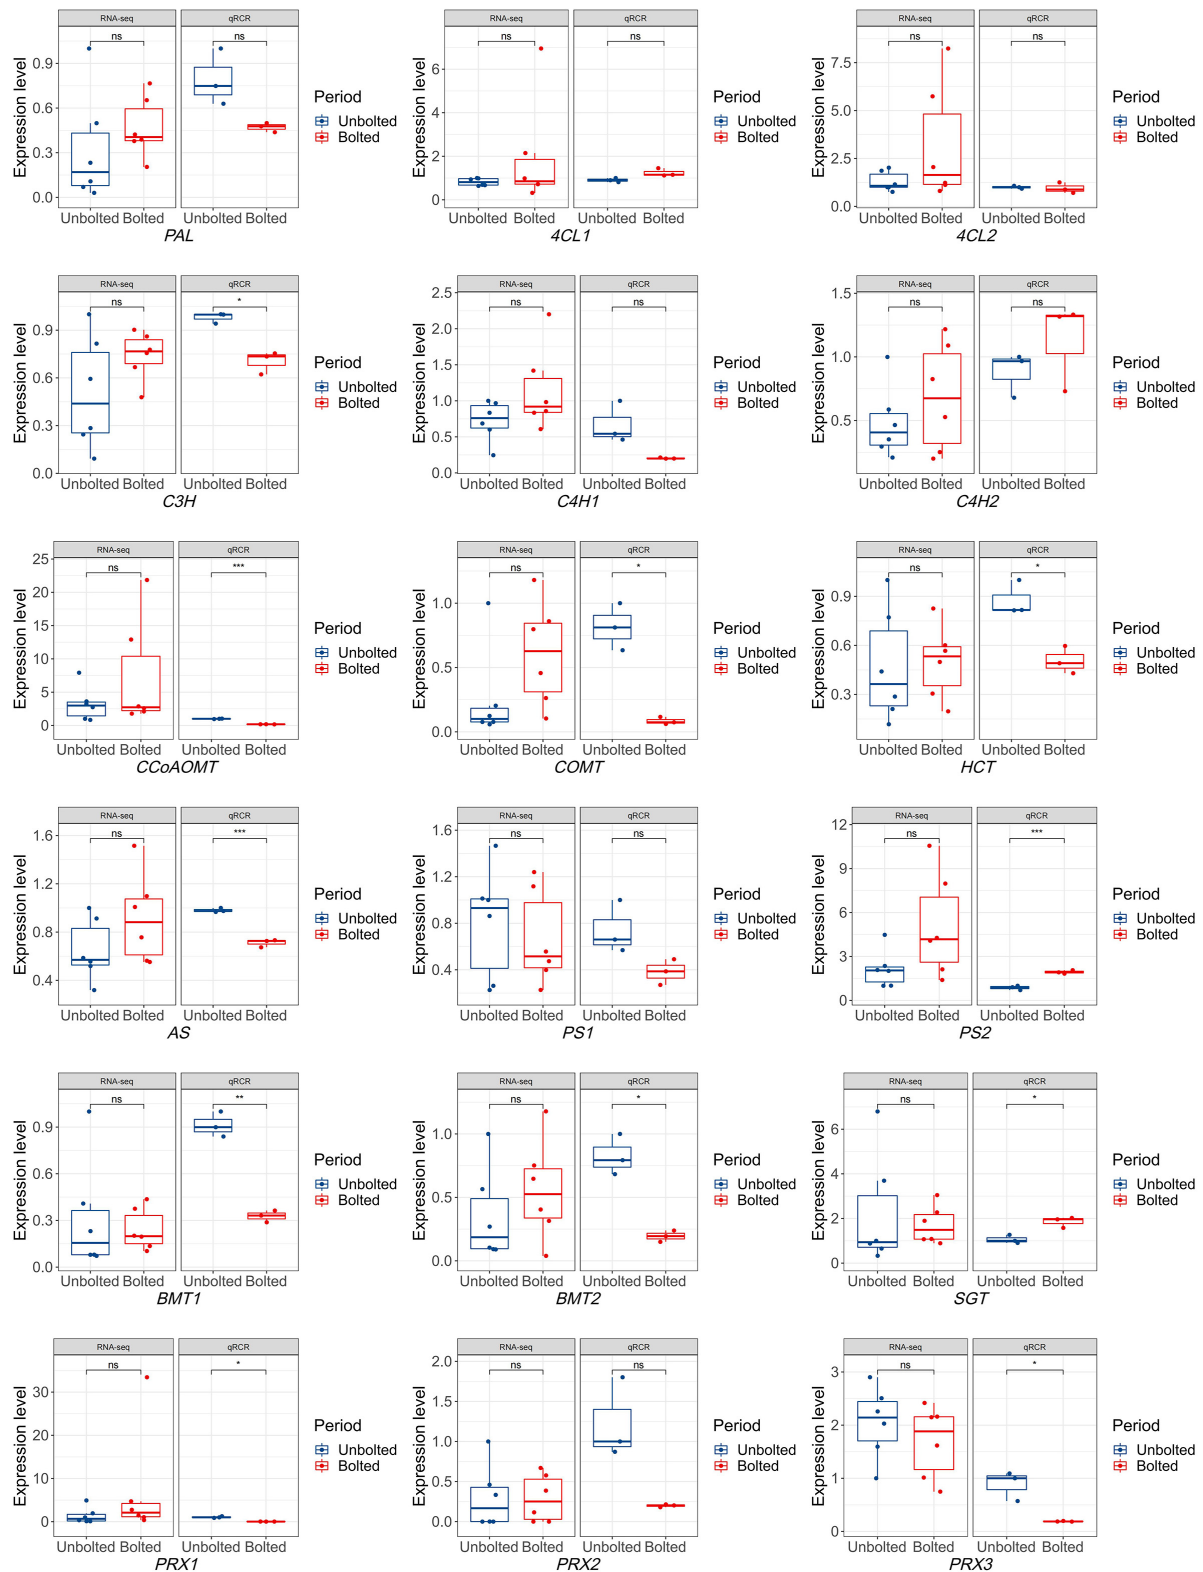 RNA-seq qRCR
ns ns
Expression level
0.9
0.6
0.3
0.0
Period
Unbolted
Bolted
Unbolted Bolted Unbolted Bolted
PAL
RNA-seq qRCR
ns ns
Expression level
6
4
2
0
Period
Unbolted
Bolted
Unbolted Bolted Unbolted Bolted
4CL1
RNA-seq qRCR
ns ns
Expression level
7.5
5.0
2.5
0.0
Period
Unbolted
Bolted
Unbolted Bolted Unbolted Bolted
4CL2
RNA-seq qRCR
ns *
Expression level
0.9
0.6
0.3
0.0
Period
Unbolted
Bolted
Unbolted Bolted Unbolted Bolted
C3H
RNA-seq qRCR
ns ns
Expression level
2.5
2.0
1.5
1.0
0.5
0.0
Period
Unbolted
Bolted
Unbolted Bolted Unbolted Bolted
C4H1
RNA-seq qRCR
ns ns
Expression level
1.5
1.0
0.5
Period
Unbolted
Bolted
Unbolted Bolted Unbolted Bolted
C4H2
RNA-seq qRCR
ns ***
Expression level
25
20
15
10
5
0
Period
Unbolted
Bolted
Unbolted Bolted Unbolted Bolted
CCoAOMT
RNA-seq qRCR
ns *
Expression level
1.0
0.5
0.0
Period
Unbolted
Bolted
Unbolted Bolted Unbolted Bolted
COMT
RNA-seq qRCR
ns *
Expression level
0.9
0.6
0.3
Period
Unbolted
Bolted
Unbolted Bolted Unbolted Bolted
HCT
RNA-seq qRCR
ns ***
Expression level
1.6
1.2
0.8
0.4
Period
Unbolted
Bolted
Unbolted Bolted Unbolted Bolted
AS
RNA-seq qRCR
ns ns
Expression level
1.6
1.2
0.8
0.4
Period
Unbolted
Bolted
Unbolted Bolted Unbolted Bolted
PS1
RNA-seq qRCR
ns ***
Expression level
12
9
6
3
0
Period
Unbolted
Bolted
Unbolted Bolted Unbolted Bolted
PS2
RNA-seq qRCR
ns **
Expression level
0.9
0.6
0.3
0.0
Period
Unbolted
Bolted
Unbolted Bolted Unbolted Bolted
BMT1
RNA-seq qRCR
ns *
Expression level
1.0
0.5
0.0
Period
Unbolted
Bolted
Unbolted Bolted Unbolted Bolted
BMT2
RNA-seq qRCR
ns *
Expression level
6
4
2
0
Period
Unbolted
Bolted
Unbolted Bolted Unbolted Bolted
SGT
RNA-seq qRCR
ns *
Expression level
30
20
10
0
Period
Unbolted
Bolted
Unbolted Bolted Unbolted Bolted
PRX1
RNA-seq qRCR
ns ns
Expression level
2.0
1.5
1.0
0.5
0.0
Period
Unbolted
Bolted
Unbolted Bolted Unbolted Bolted
PRX2
RNA-seq qRCR
ns *
Expression level
3
2
1
0
Period
Unbolted
Bolted
Unbolted Bolted Unbolted Bolted
PRX3